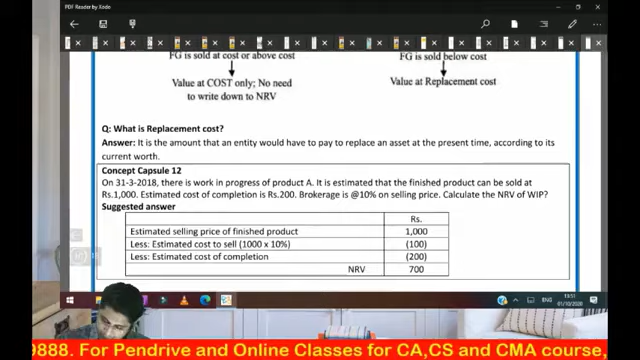 PDF Reader by Xodo
FG is sold at cost or above cost
FG is sold below cost
Value at COST only; No need
to write down to NRV
Value at Replacement cost
Q: What is Replacement cost?
Answer: It is the amount that an entity would have to pay to replace an asset at the present time, according to its
current worth.
Concept Capsule 12
On 31-3-2018, there is work in progress of product A. It is estimated that the finished product can be sold at
Rs.1,000. Estimated cost of completion is Rs.200. Brokerage is @10% on selling price. Calculate the NRV of WIP?
Suggested answer
Rs.
Estimated selling price of finished product 1,000
Less: Estimated cost to sell (1000 x 10%) (100)
Less: Estimated cost of completion (200)
NRV 700
ENG
19:51
01/10/2020
9888. For Pendrive and Online Classes for CA,CS and CMA course,